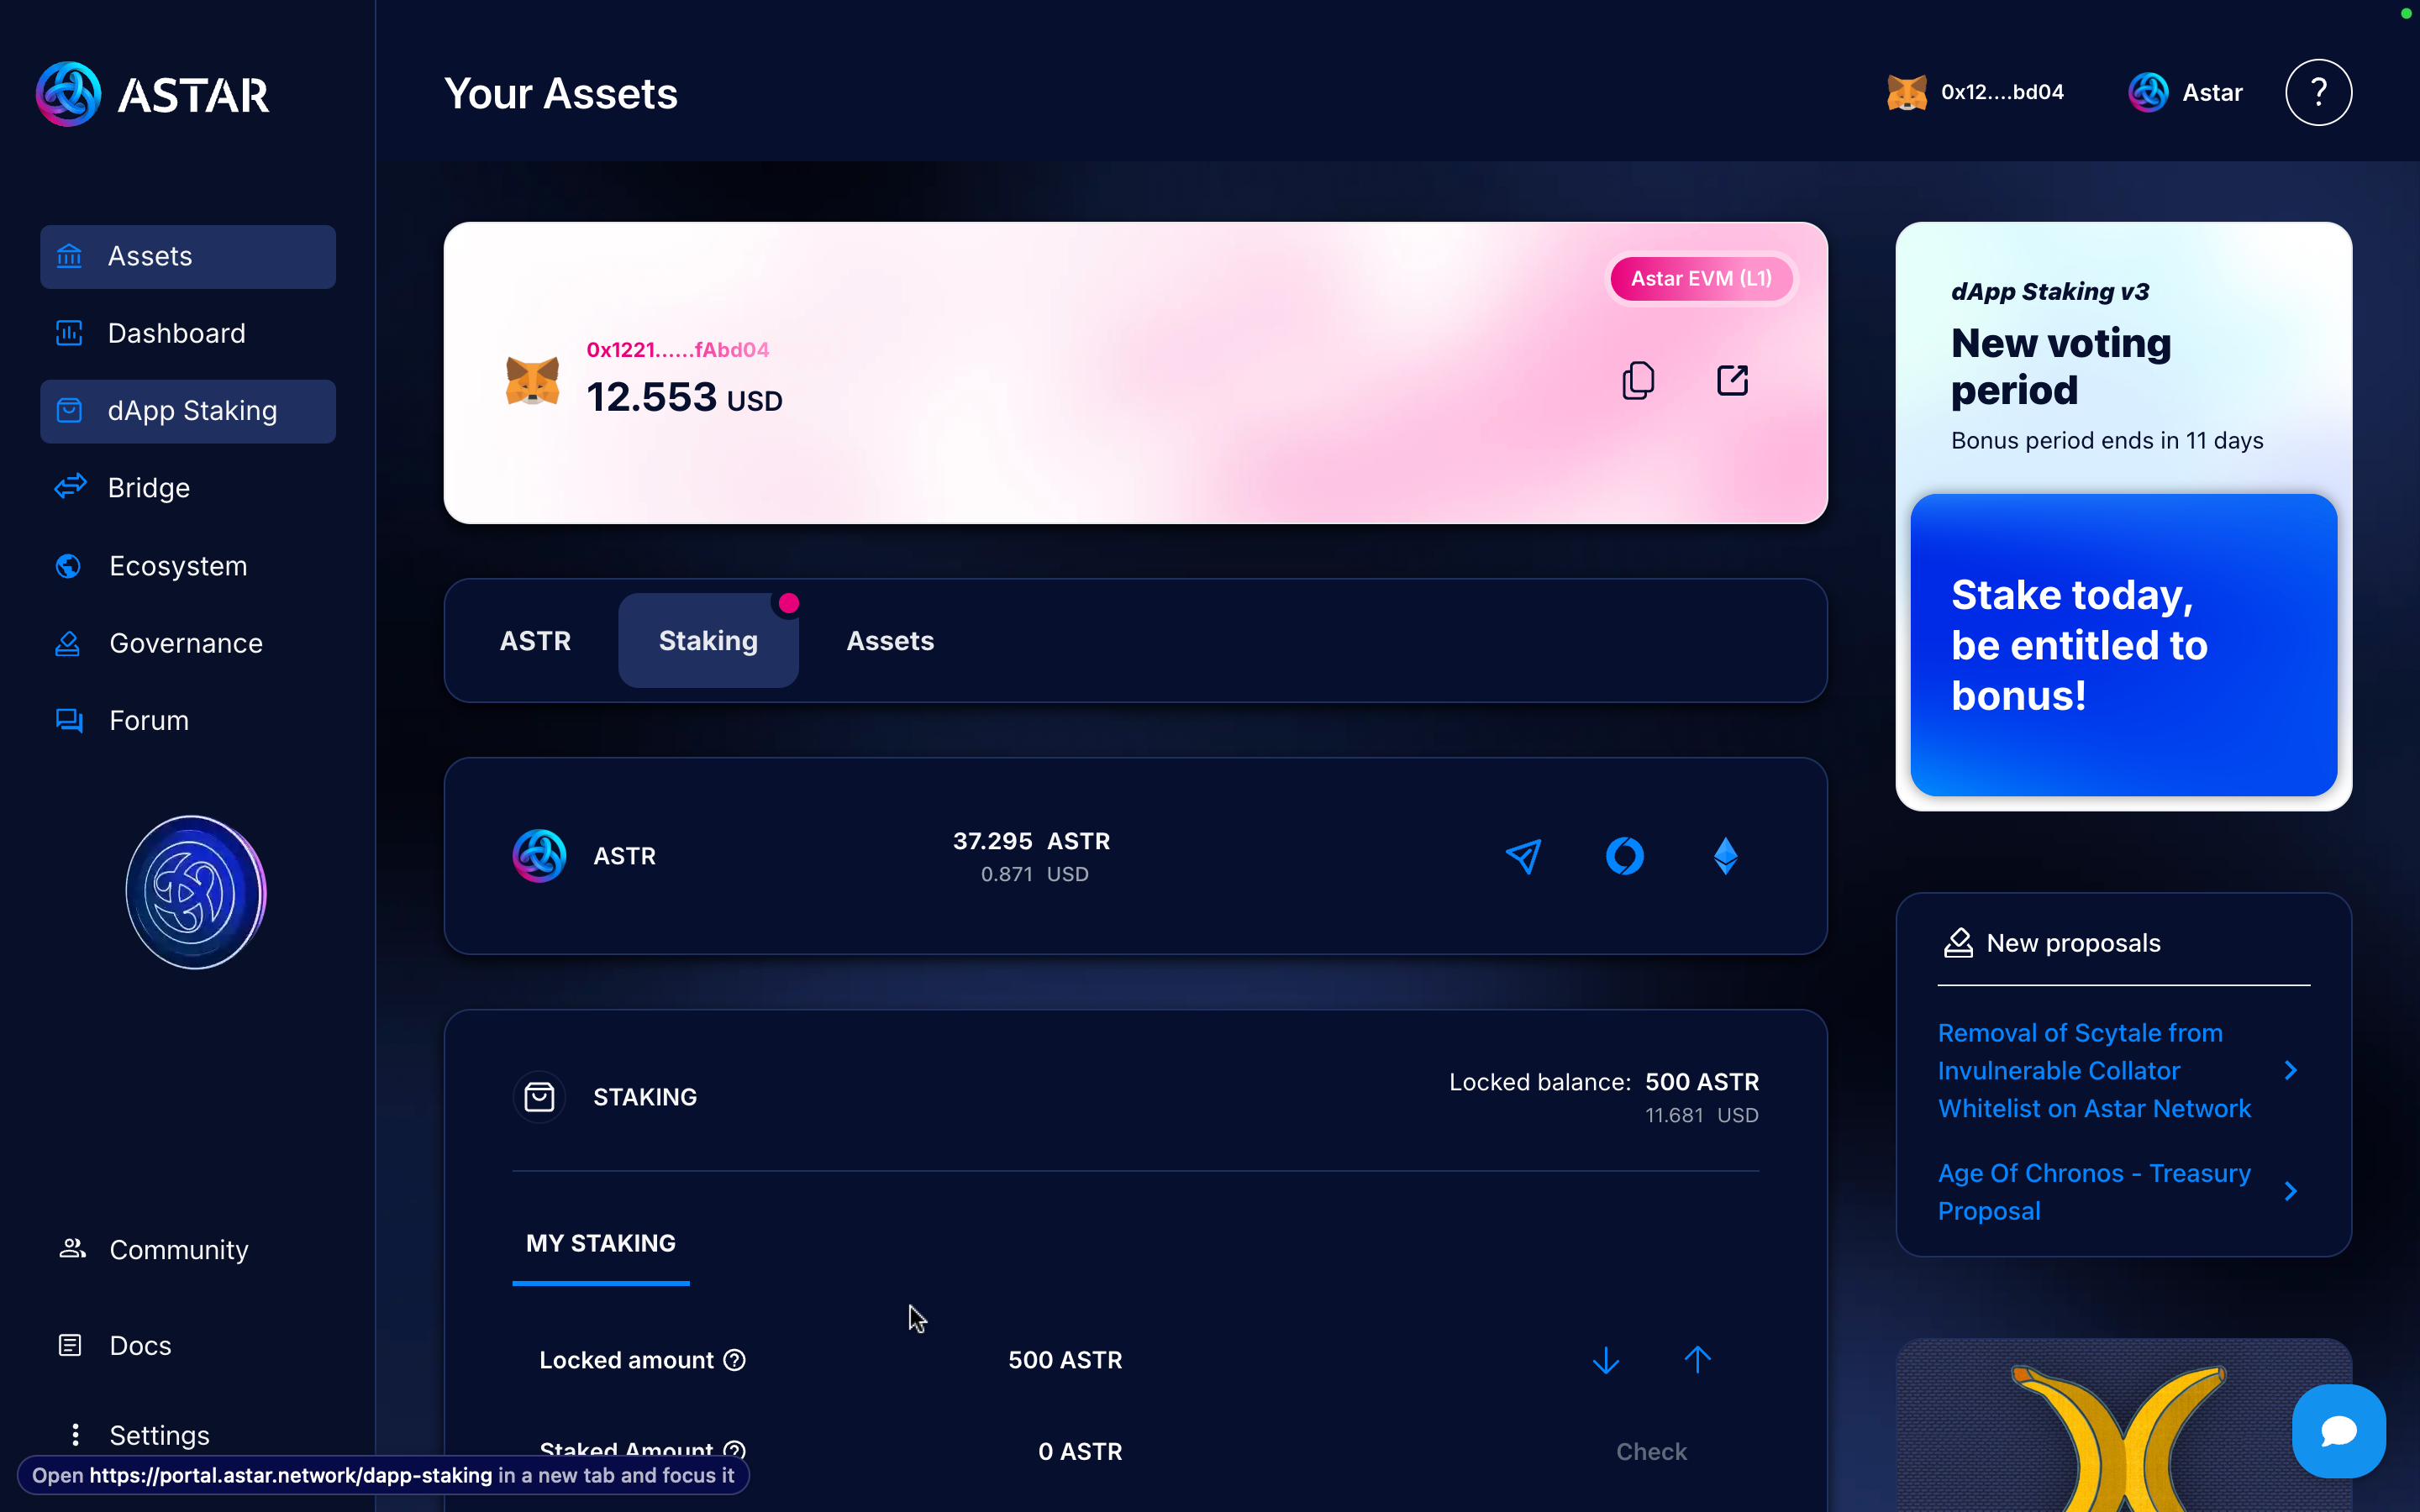 ASTAR
Your Assets
0x12....bd04
Astar
?
Assets
Dashboard
dApp Staking
Bridge
Ecosystem
Governance
Forum
Community
Docs
Settings
Astar EVM (L1)
0x1221......fAbd04
12.553 USD
ASTR
Staking
Assets
ASTR
37.295 ASTR
0.871 USD
STAKING
Locked balance: 500 ASTR
11.681 USD
MY STAKING
Locked amount ?
500 ASTR
Staked Amount ?
0 ASTR
Check
dApp Staking v3
New voting
period
Bonus period ends in 11 days
Stake today,
be entitled to
bonus!
New proposals
Removal of Scytale from
Invulnerable Collator
Whitelist on Astar Network
Age Of Chronos - Treasury
Proposal
Open https://portal.astar.network/dapp-staking in a new tab and focus it